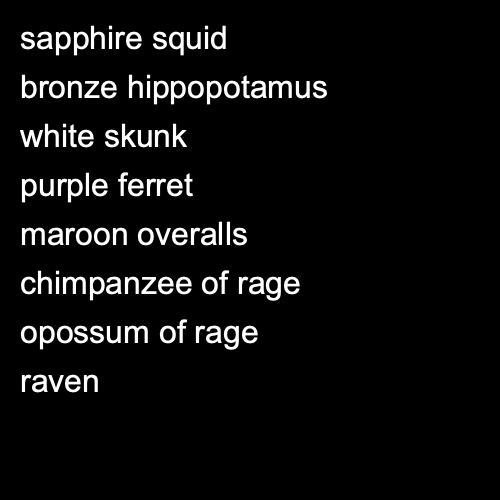 sapphire squid
bronze hippopotamus
white skunk
purple ferret
maroon overalls
chimpanzee of rage
opossum of rage
raven